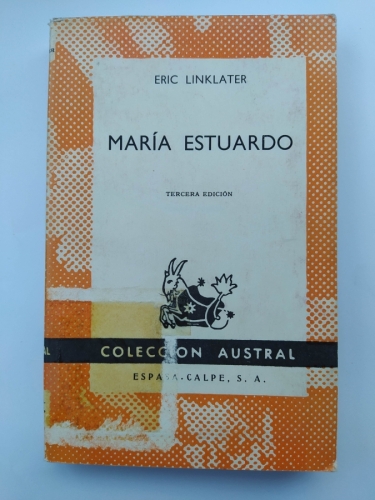 ERIC LINKLATER
MARÍA ESTUARDO
TERCERA EDICIÓN
COLECCION AUSTRAL
ESPASA-CALPE, S. A.